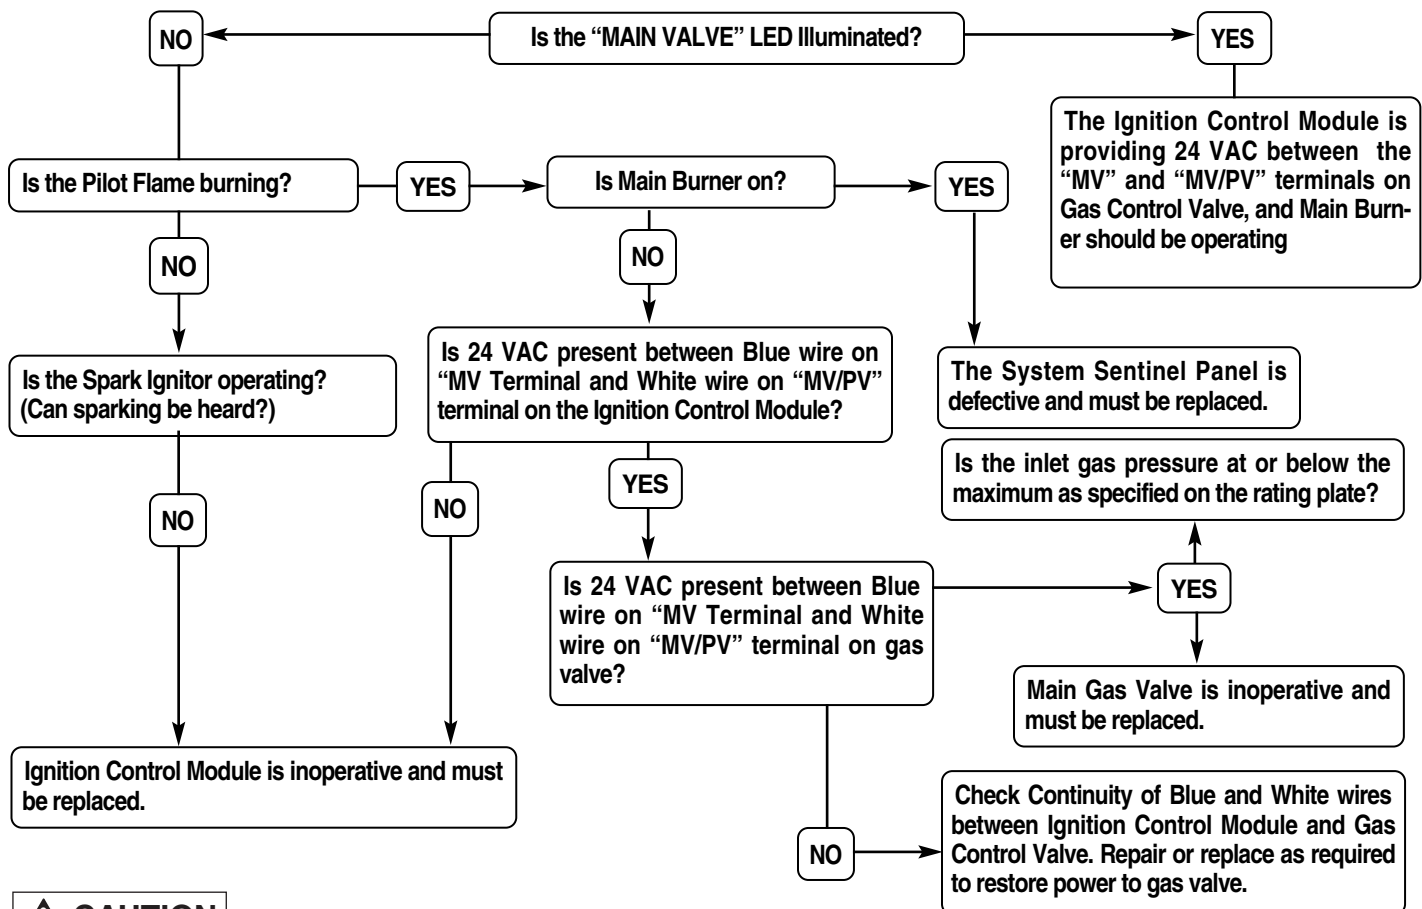 NO
Is the “MAIN VALVE” LED Illuminated?
YES
The Ignition Control Module is
providing 24 VAC between the
“MV” and “MV/PV” terminals on
Gas Control Valve, and Main Burn-
er should be operating
Is the Pilot Flame burning?
YES
Is Main Burner on?
YES
NO
NO
Is the Spark Ignitor operating?
(Can sparking be heard?)
Is 24 VAC present between Blue wire on
“MV Terminal and White wire on “MV/PV”
terminal on the Ignition Control Module?
The System Sentinel Panel is
defective and must be replaced.
Is the inlet gas pressure at or below the
maximum as specified on the rating plate?
YES
NO
NO
Is 24 VAC present between Blue
wire on “MV Terminal and White
wire on “MV/PV” terminal on gas
valve?
YES
Main Gas Valve is inoperative and
must be replaced.
Ignition Control Module is inoperative and must
be replaced.
NO
Check Continuity of Blue and White wires
between Ignition Control Module and Gas
Control Valve. Repair or replace as required
to restore power to gas valve.
CAUTION